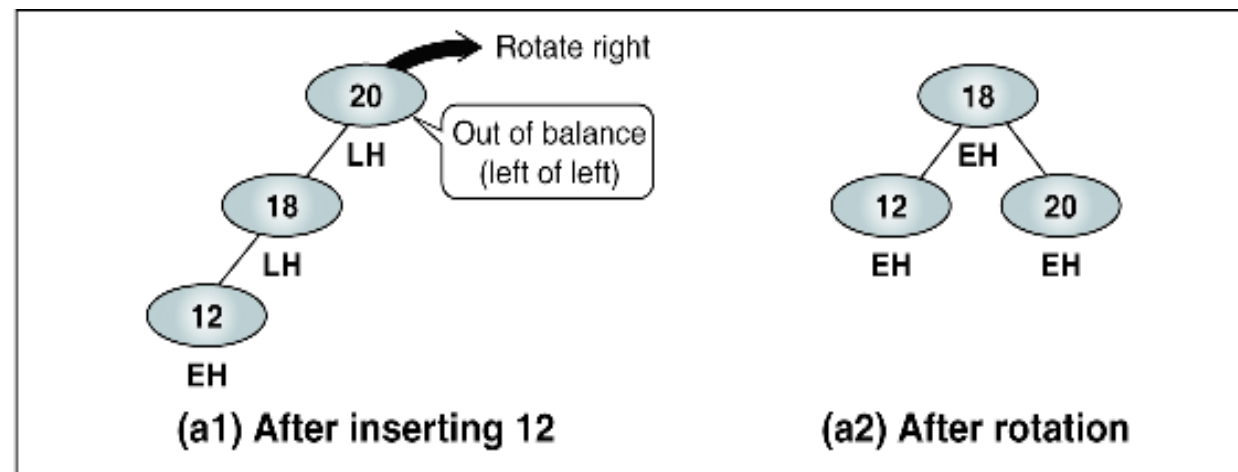 Rotate right
20
Out of balance
(left of left)
LH
18
LH
12
EH
(a1) After inserting 12
18
EH
12
20
EH
EH
(a2) After rotation